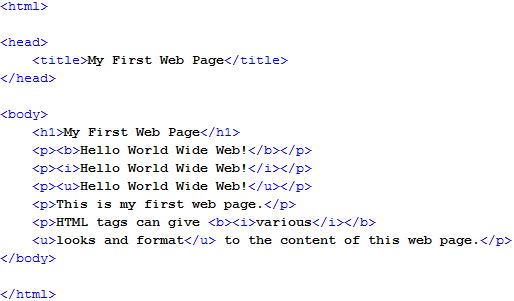 <html>
<head>
<title>My First Web Page</title>
</head>
<body>
<h1>My First Web Page</h1>
<p><b>Hello World Wide Web!</b></p>
<p><i>Hello World Wide Web!</i></p>
<p><u>Hello World Wide Web!</u></p>
<p>This is my first web page.</p>
<p>HTML tags can give <b><i>various</i></b>
<u>looks and format</u> to the content of this web page.</p>
</body>
</html>